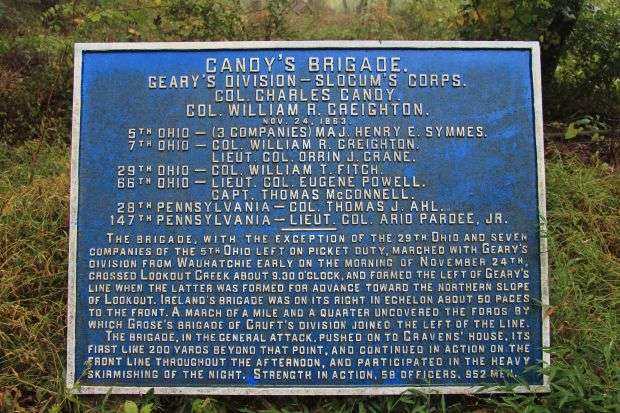 CANDY'S BRIGADE.
GEARY'S DIVISION – SLOCUM'S CORPS.
COL. CHARLES CANDY.
COL. WILLIAM R. CREIGHTON.
NOV. 24, 1863
5TH OHIO – (3 COMPANIES) MAJ. HENRY E. SYMMES.
7TH OHIO – COL. WILLIAM R. CREIGHTON.
LIEUT. COL. ORRIN J. CRANE.
29TH OHIO – COL. WILLIAM T. FITCH.
66TH OHIO – LIEUT. COL. EUGENE POWELL.
CAPT. THOMAS MCCONNELL.
28TH PENNSYLVANIA – COL. THOMAS J. AHL.
147TH PENNSYLVANIA – LIEUT. COL. ARIO PARDEE, JR.
THE BRIGADE, WITH THE EXCEPTION OF THE 29TH OHIO AND SEVEN
COMPANIES OF THE 5TH OHIO LEFT ON PICKET DUTY, MARCHED WITH GEARY'S
DIVISION FROM WAUHATCHIE EARLY ON THE MORNING OF NOVEMBER 24TH,
CROSSED LOOKOUT CREEK ABOUT 9.30 O'CLOCK, AND FORMED THE LEFT OF GEARY'S
LINE WHEN THE LATTER WAS FORMED FOR ADVANCE TOWARD THE NORTHERN SLOPE
OF LOOKOUT. IRELAND'S BRIGADE WAS ON ITS RIGHT IN ECHELON ABOUT 50 PACES
TO THE FRONT. A MARCH OF A MILE AND A QUARTER UNCOVERED THE FORDS BY
WHICH GROSE'S BRIGADE OF CRUFT'S DIVISION JOINED THE LEFT OF THE LINE.
THE BRIGADE, IN THE GENERAL ATTACK, PUSHED ON TO CRAVENS' HOUSE, ITS
FIRST LINE 200 YARDS BEYOND THAT POINT, AND CONTINUED IN ACTION ON THE
FRONT LINE THROUGHOUT THE AFTERNOON, AND PARTICIPATED IN THE HEAVY
SKIRMISHING OF THE NIGHT. STRENGTH IN ACTION, 58 OFFICERS. 952 MEN.